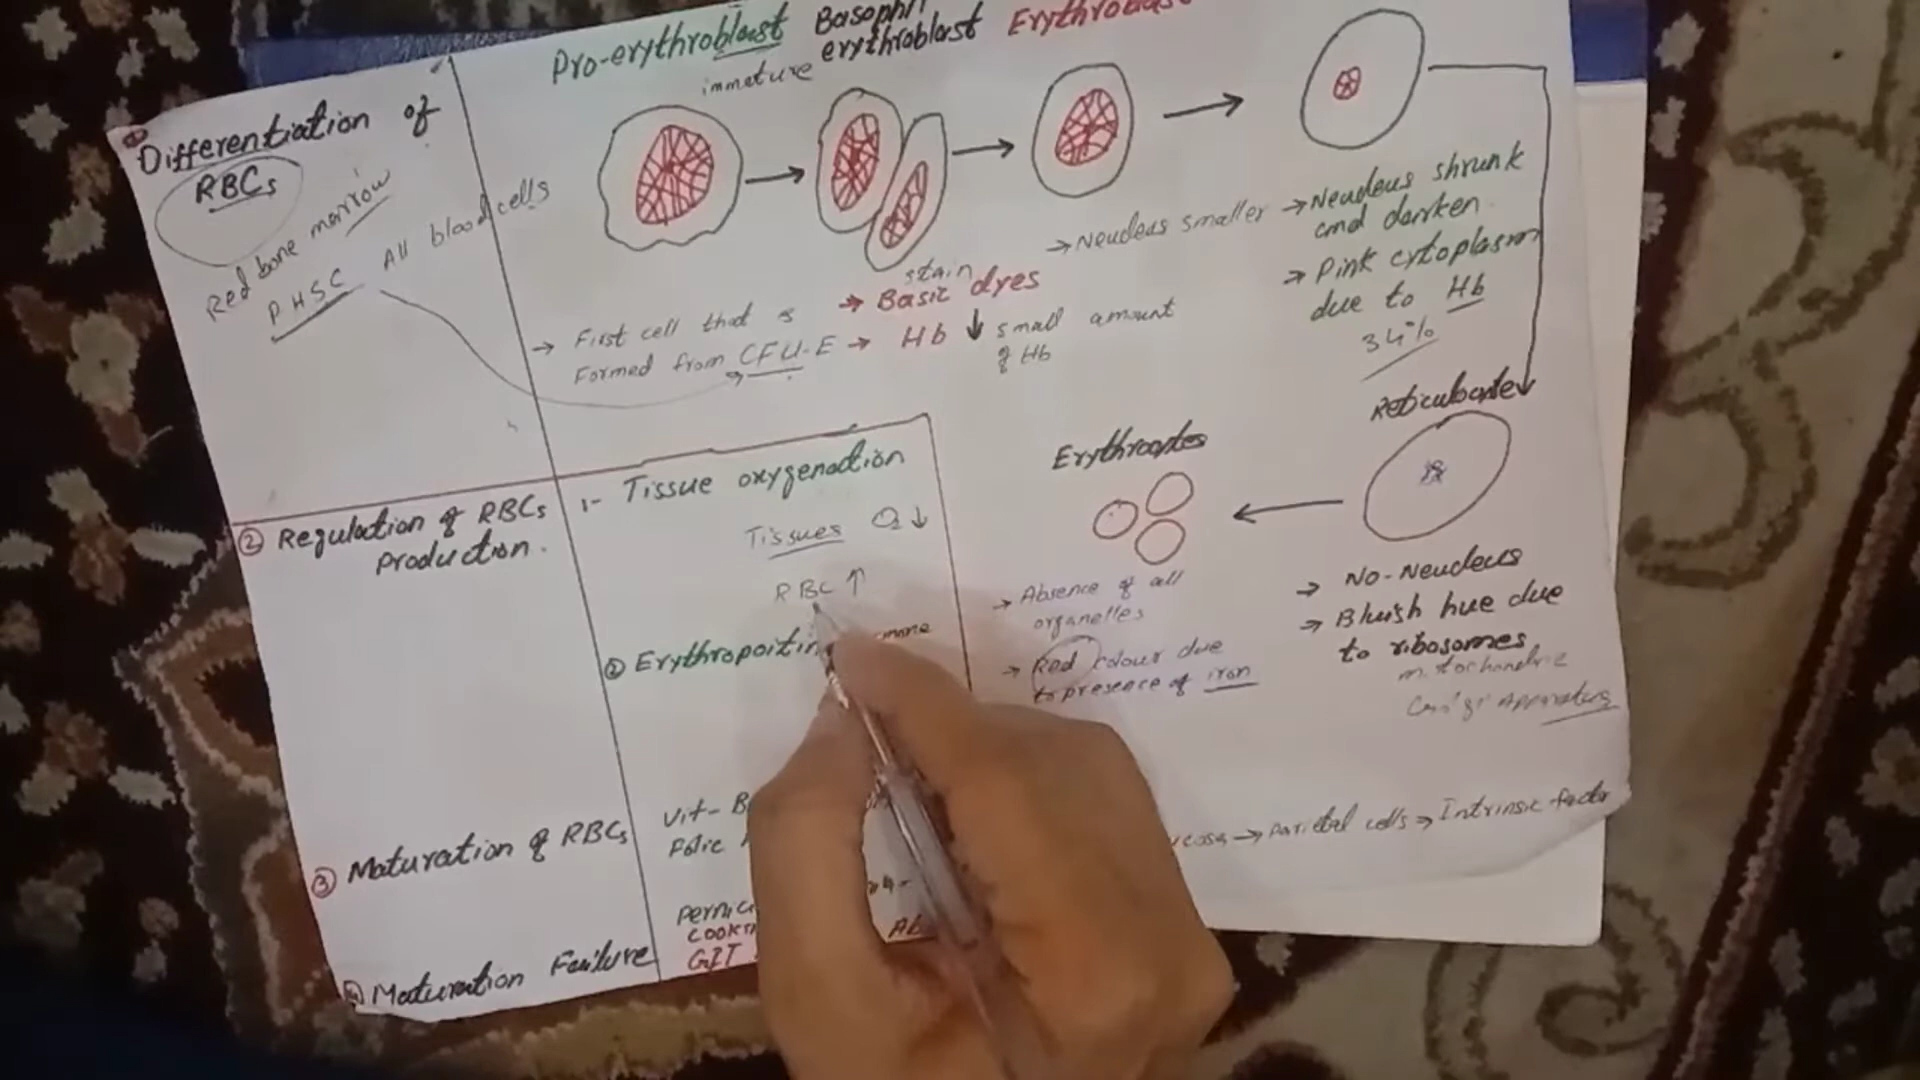 Pro-erythroblast
immature
Basophil
erythroblast
Erythroblast
Differentiation of
RBCs
Red bone marrow
PHSC
All blood cells
→ First cell that is
Formed from CFU-E
stain
→ Basic dyes
→ Hb ↓ small amount
of Hb
→ Neucleus smaller
→ Neucleus shrunk
and darken.
→ Pink cytoplasm
due to Hb
34%
Reticulocyte
→ No-Neucleus
→ Bluish hue due
to ribosomes
mitochondria
Golgi Apparatus
Erythrocytes
→ Absence of all
organelles
→ Red colour due
to presence of iron
② Regulation of RBCs
production.
1- Tissue oxygenation
Tissues O2 ↓
RBC ↑
② Erythropoitin
③ Maturation of RBCs
Vit-B
Folic
→ Parietal cells → Intrinsic factor
④ Maturation Failure
GIT